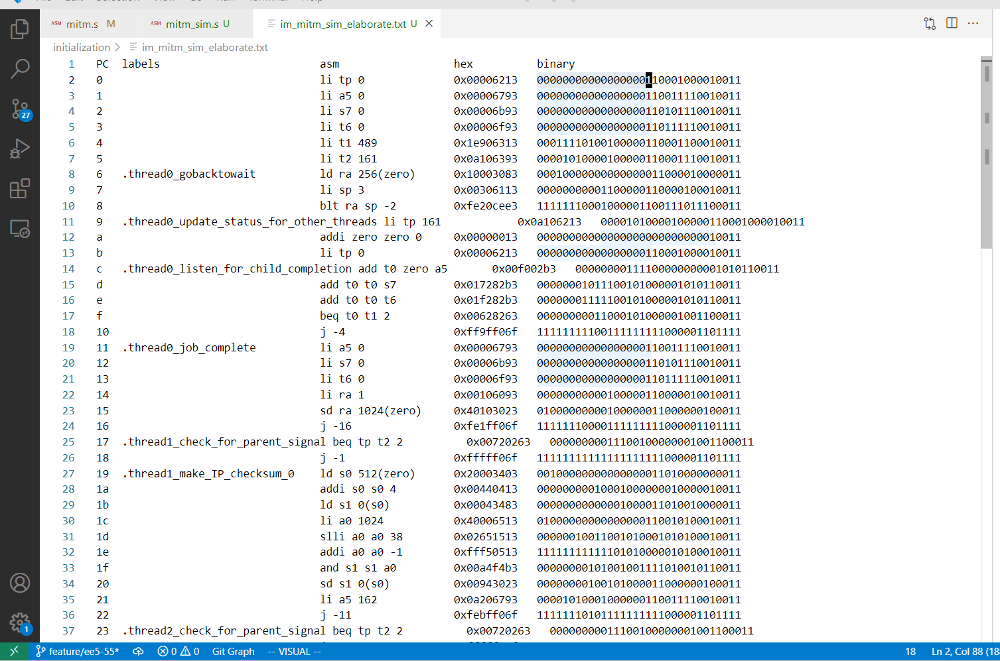 ASM mitm.s M ASM mitm_sim.s U im_mitm_sim_elaborate.txt U
initialization > im_mitm_sim_elaborate.txt
1 PC labels asm hex binary
2 0 li tp 0 0x00006213 00000000000000000110001000010011
3 1 li a5 0 0x00006793 00000000000000000110011110010011
4 2 li s7 0 0x00006b93 00000000000000000110101110010011
5 3 li t6 0 0x00006f93 00000000000000000110111110010011
6 4 li t1 489 0x1e906313 00011110100100000110001100010011
7 5 li t2 161 0x0a106393 00001010000100000110001110010011
8 6 .thread0_gobacktowait ld ra 256(zero) 0x10003083 00010000000000000011000010000011
9 7 li sp 3 0x00306113 00000000001100000110000100010011
10 8 blt ra sp -2 0xfe20cee3 11111110001000001100111011100011
11 9 .thread0_update_status_for_other_threads li tp 161 0x0a106213 00001010000100000110001000010011
12 a addi zero zero 0 0x00000013 00000000000000000000000000010011
13 b li tp 0 0x00006213 00000000000000000110001000010011
14 c .thread0_listen_for_child_completion add t0 zero a5 0x00f002b3 00000000111100000000001010110011
15 d add t0 t0 s7 0x017282b3 00000001011100101000001010110011
16 e add t0 t0 t6 0x01f282b3 00000001111100101000001010110011
17 f beq t0 t1 2 0x00628263 00000000011000101000001001100011
18 10 j -4 0xff9ff06f 11111111100111111111000001101111
19 11 .thread0_job_complete li a5 0 0x00006793 00000000000000000110011110010011
20 12 li s7 0 0x00006b93 00000000000000000110101110010011
21 13 li t6 0 0x00006f93 00000000000000000110111110010011
22 14 li ra 1 0x00106093 00000000000100000110000010010011
23 15 sd ra 1024(zero) 0x40103023 01000000000100000011000000100011
24 16 j -16 0xfe1ff06f 11111110000111111111000001101111
25 17 .thread1_check_for_parent_signal beq tp t2 2 0x00720263 00000000011100100000001001100011
26 18 j -1 0xfffff06f 11111111111111111111000001101111
27 19 .thread1_make_IP_checksum_0 ld s0 512(zero) 0x20003403 00100000000000000011010000000011
28 1a addi s0 s0 4 0x00440413 00000000010001000000010000010011
29 1b ld s1 0(s0) 0x00043483 00000000000001000011010010000011
30 1c li a0 1024 0x40006513 01000000000000000110010100010011
31 1d slli a0 a0 38 0x02651513 00000010011001010001010100010011
32 1e addi a0 a0 -1 0xfff50513 11111111111101010000010100010011
33 1f and s1 s1 a0 0x00a4f4b3 00000000101001001111010010110011
34 20 sd s1 0(s0) 0x00943023 00000000100101000011000000100011
35 21 li a5 162 0x0a206793 00001010001000000110011110010011
36 22 j -11 0xfebff06f 11111110101111111111000001101111
37 23 .thread2_check_for_parent_signal beq tp t2 2 0x00720263 00000000011100100000001001100011
27
1
feature/ee5-55* 0 0 Git Graph -- VISUAL -- 18 Ln 2, Col 88 (18